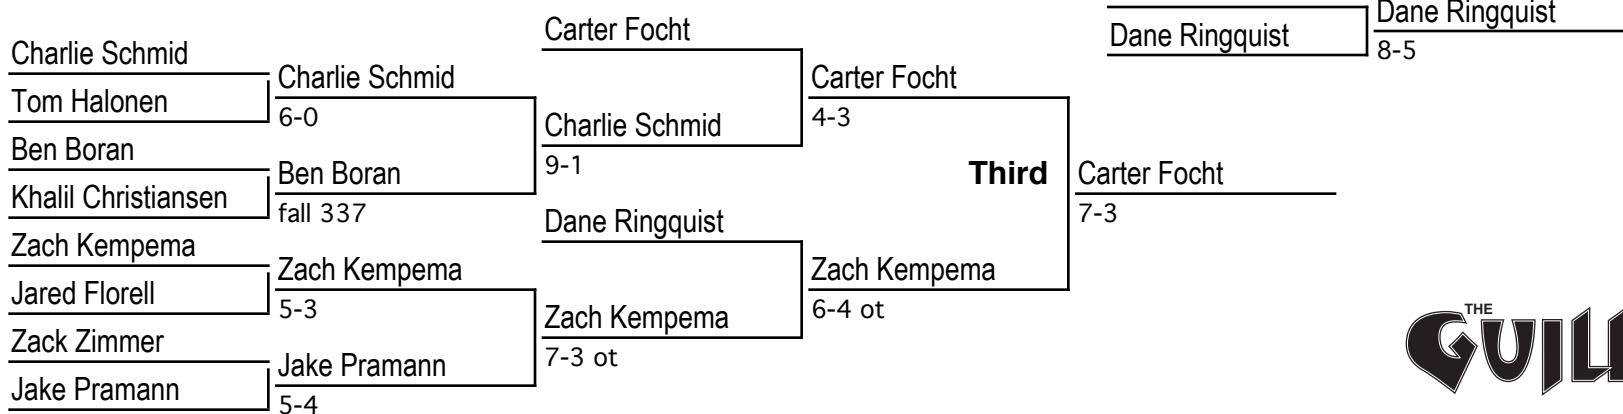 Charlie Schmid
Tom Halonen
Ben Boran
Khalil Christiansen
Zach Kempema
Jared Florell
Zack Zimmer
Jake Pramann
Charlie Schmid
6-0
Ben Boran
fall 337
Zach Kempema
5-3
Jake Pramann
5-4
Carter Focht
Charlie Schmid
9-1
Dane Ringquist
Zach Kempema
7-3 ot
Carter Focht
4-3
Zach Kempema
6-4 ot
Third
Carter Focht
7-3
Dane Ringquist
Dane Ringquist
8-5
THE